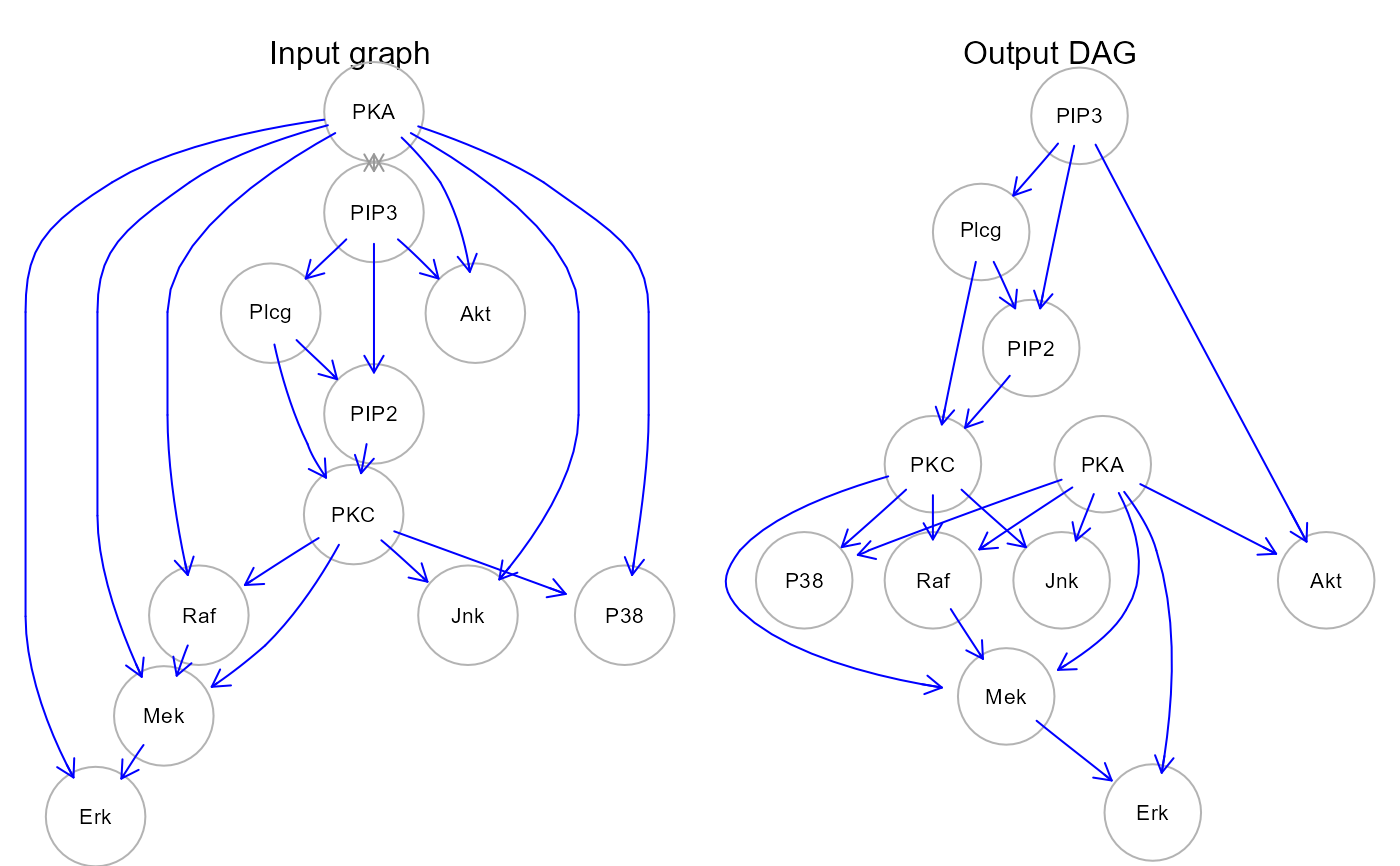 Input graph
PKA
PIP3
Plcg
Akt
PIP2
PKC
Raf
Jnk
P38
Mek
Erk
Output DAG
PIP3
Plcg
PIP2
PKC
PKA
P38
Raf
Jnk
Akt
Mek
Erk